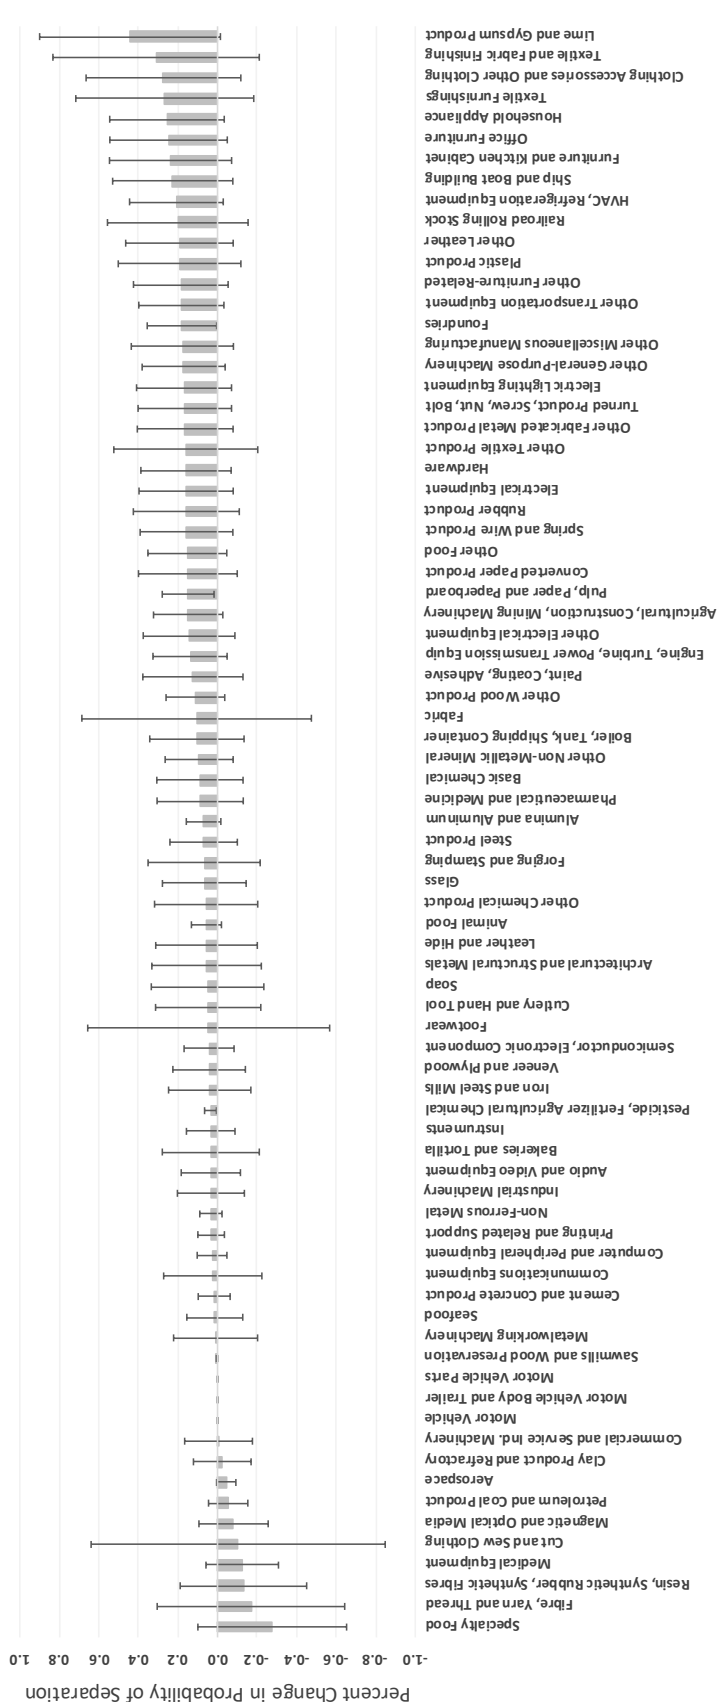 Percent Change in Probability of Separation
-1.0 -0.8 -0.6 -0.4 -0.2 0.0 0.2 0.4 0.6 0.8 1.0
Specialty Food
Fibre, Yarn and Thread
Resin, Synthetic Rubber, Synthetic Fibres
Medical Equipment
Cut and Sew Clothing
Magnetic and Optical Media
Petroleum and Coal Product
Aerospace
Clay Product and Refractory
Commercial and Service Ind. Machinery
Motor Vehicle
Motor Vehicle Body and Trailer
Motor Vehicle Parts
Sawmills and Wood Preservation
Metalworking Machinery
Seafood
Cement and Concrete Product
Communications Equipment
Computer and Peripheral Equipment
Printing and Related Support
Non-Ferrous Metal
Industrial Machinery
Audio and Video Equipment
Bakeries and Tortilla
Instruments
Pesticide, Fertilizer Agricultural Chemical
Iron and Steel Mills
Veneer and Plywood
Semiconductor, Electronic Component
Footwear
Cutlery and Hand Tool
Soap
Architectural and Structural Metals
Leather and Hide
Animal Food
Other Chemical Product
Glass
Forging and Stamping
Steel Product
Alumina and Aluminum
Pharmaceutical and Medicine
Basic Chemical
Other Non-Metallic Mineral
Boiler, Tank, Shipping Container
Fabric
Other Wood Product
Paint, Coating, Adhesive
Engine, Turbine, Power Transmission Equip
Other Electrical Equipment
Agricultural, Construction, Mining Machinery
Pulp, Paper and Paperboard
Converted Paper Product
Other Food
Spring and Wire Product
Rubber Product
Electrical Equipment
Hardware
Other Textile Product
Other Fabricated Metal Product
Turned Product, Screw, Nut, Bolt
Electric Lighting Equipment
Other General-Purpose Machinery
Other Miscellaneous Manufacturing
Foundries
Other Transportation Equipment
Other Furniture-Related
Plastic Product
Other Leather
Railroad Rolling Stock
HVAC, Refrigeration Equipment
Ship and Boat Building
Furniture and Kitchen Cabinet
Office Furniture
Household Appliance
Textile Furnishings
Clothing Accessories and Other Clothing
Textile and Fabric Finishing
Lime and Gypsum Product